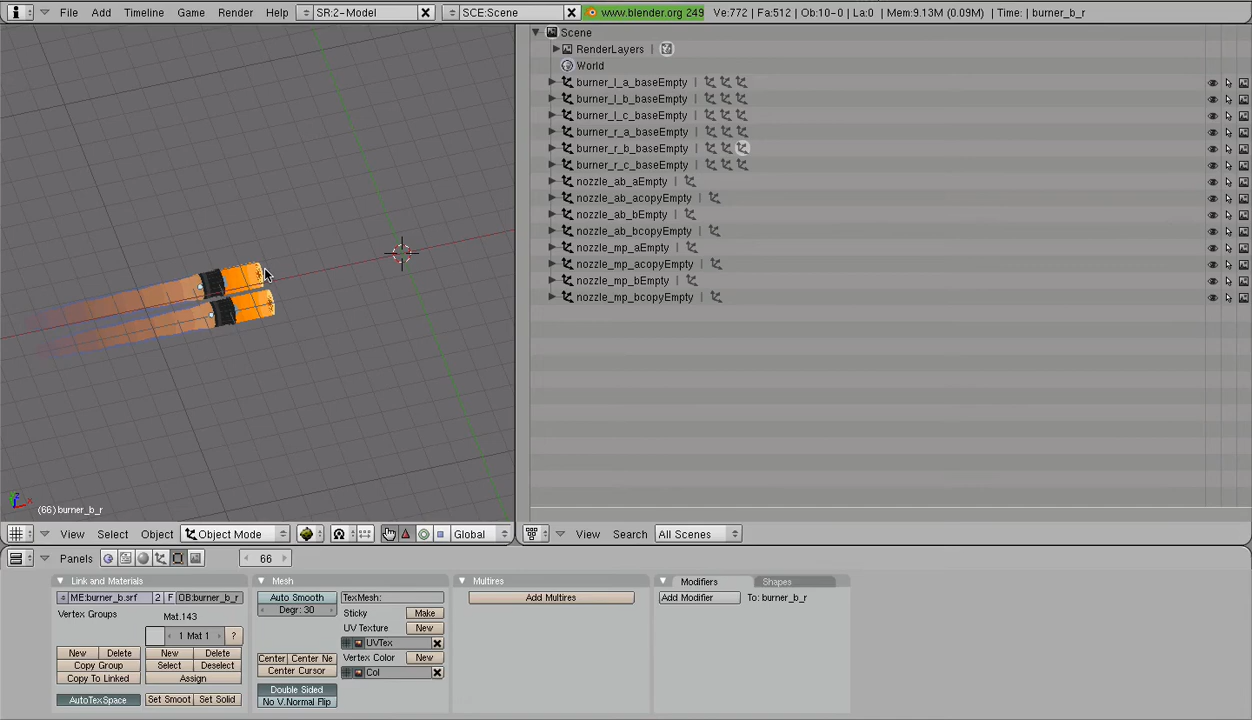 File Add Timeline Game Render Help SR:2-Model SCE:Scene www.blender.org 249 Ve:772 | Fa:512 | Ob:10-0 | La:0 | Mem:9.13M (0.09M) | Time: | burner_b_r
Scene
RenderLayers |
World
burner_l_a_baseEmpty |
burner_l_b_baseEmpty |
burner_l_c_baseEmpty |
burner_r_a_baseEmpty |
burner_r_b_baseEmpty |
burner_r_c_baseEmpty |
nozzle_ab_aEmpty |
nozzle_ab_acopyEmpty |
nozzle_ab_bEmpty |
nozzle_ab_bcopyEmpty |
nozzle_mp_aEmpty |
nozzle_mp_acopyEmpty |
nozzle_mp_bEmpty |
nozzle_mp_bcopyEmpty |
z x
(66) burner_b_r
View Select Object Object Mode Global View Search All Scenes
Panels 66
Link and Materials Mesh Multires Modifiers Shapes
ME:burner_b.srf 2 F OB:burner_b_r Auto Smooth TexMesh: Add Multires Add Modifier To: burner_b_r
Degr: 30
Vertex Groups Mat.143 Sticky Make
1 Mat 1 ? UV Texture New
UVTex
New Delete New Delete Center Center Ne Vertex Color New
Copy Group Select Deselect Center Cursor Col
Copy To Linked Assign
Double Sided
AutoTexSpace Set Smoot Set Solid No V.Normal Flip